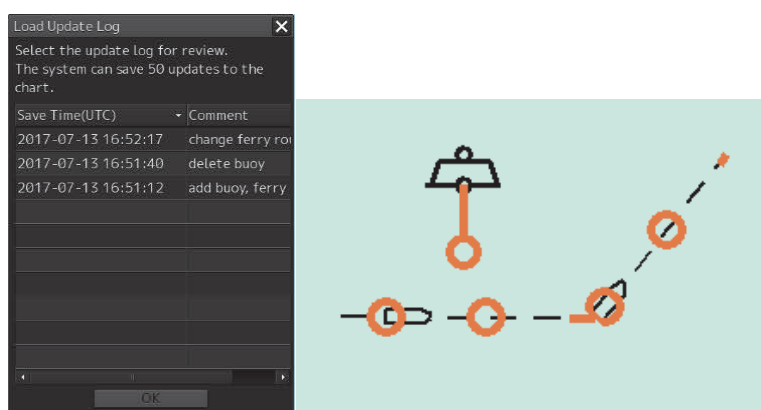 Load Update Log
Select the update log for review.
The system can save 50 updates to the
chart.
Save Time(UTC) Comment
2017-07-13 16:52:17 change ferry
2017-07-13 16:51:40 delete buoy
2017-07-13 16:51:12 add buoy, ferry
OK